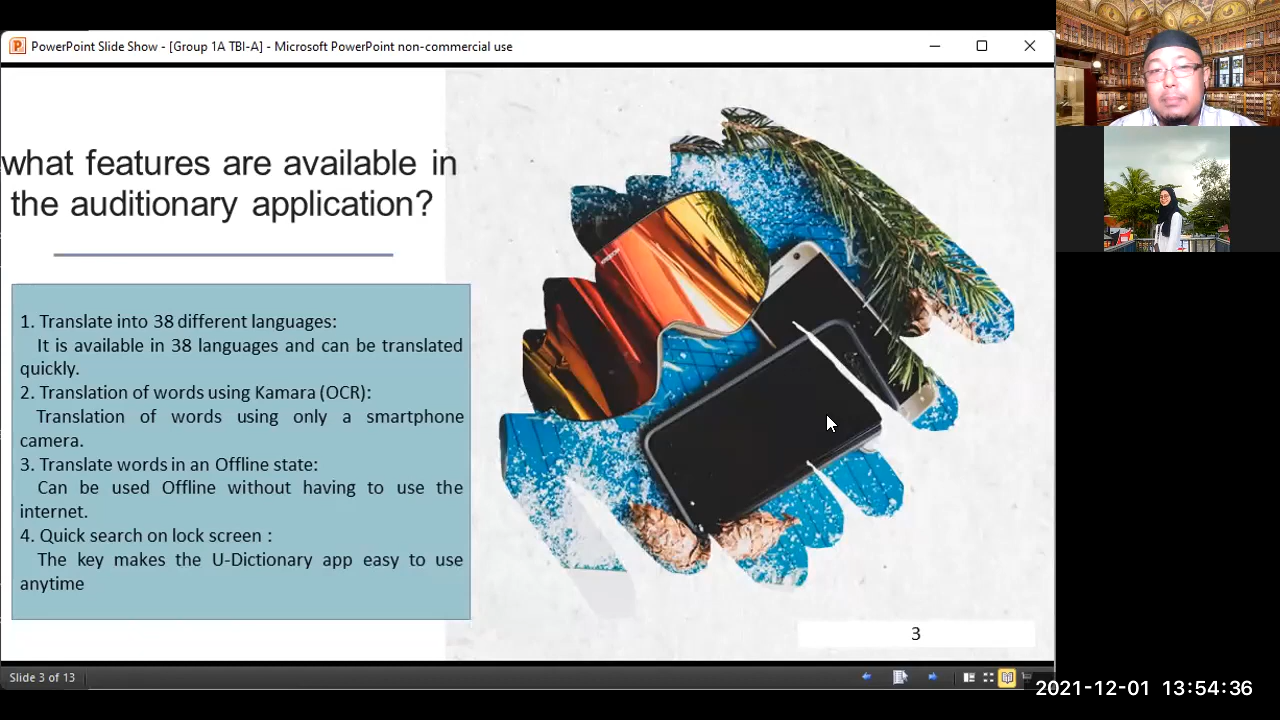 PowerPoint Slide Show - [Group 1A TBI-A] - Microsoft PowerPoint non-commercial use
what features are available in
the auditionary application?
1. Translate into 38 different languages:
It is available in 38 languages and can be translated
quickly.
2. Translation of words using Kamara (OCR):
Translation of words using only a smartphone
camera.
3. Translate words in an Offline state:
Can be used Offline without having to use the
internet.
4. Quick search on lock screen :
The key makes the U-Dictionary app easy to use
anytime
3
Slide 3 of 13
2021-12-01 13:54:36